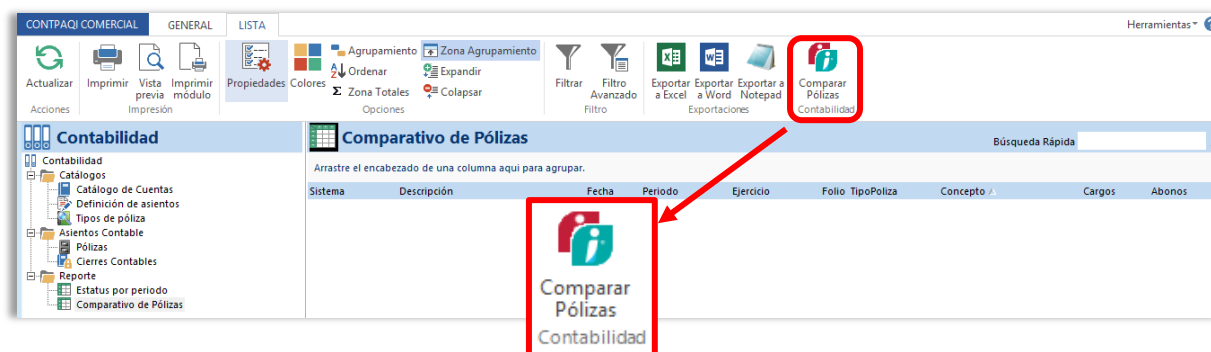 CONTPAQI COMERCIAL GENERAL LISTA Herramientas
Agrupamiento Zona Agrupamiento
Ordenar Expandir
Zona Totales Colapsar
Actualizar Imprimir Vista previa Imprimir módulo Propiedades Colores Filtrar Filtro Avanzado Exportar a Excel Exportar a Word Exportar a Notepad Comparar Pólizas
Acciones Impresión Opciones Filtro Exportaciones Contabilidad
Contabilidad Comparativo de Pólizas Búsqueda Rápida
Contabilidad
Catálogos
Catálogo de Cuentas
Definición de asientos
Tipos de póliza
Asientos Contable
Pólizas
Cierres Contables
Reporte
Estatus por periodo
Comparativo de Pólizas
Arrastre el encabezado de una columna aqui para agrupar.
Sistema Descripción Fecha Periodo Ejercicio Folio TipoPoliza Concepto Cargos Abonos
Comparar
Pólizas
Contabilidad